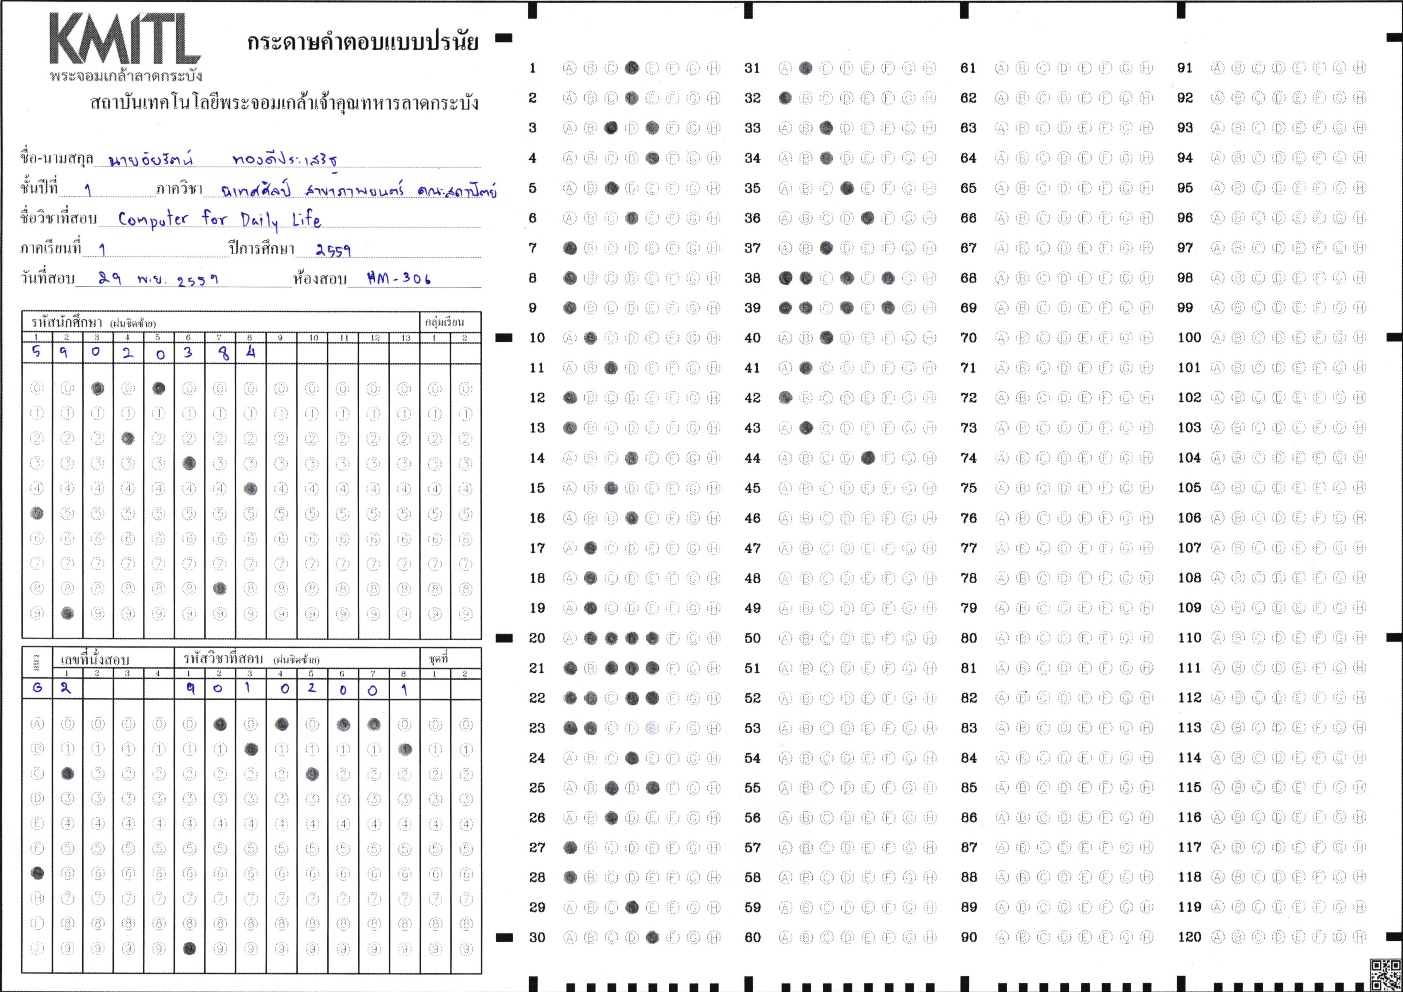 KMITL
พระจอมเกล้าลาดกระบัง
กระดาษคำตอบแบบปรนัย
สถาบันเทคโนโลยีพระจอมเกล้าเจ้าคุณทหารลาดกระบัง
ชื่อ-นามสกุล นายอัยรัตน์ ทองดีประเสริฐ
ชั้นปีที่ 1 ภาควิชา นิเทศศิลป์ สาขาภาพยนตร์ คณะสถาปัตย์
ชื่อวิชาที่สอบ Computer for Daily Life
ภาคเรียนที่ 1 ปีการศึกษา 2559
วันที่สอบ 29 พ.ย. 2559 ห้องสอบ HM-306
รหัสนักศึกษา (ฝนชิดซ้าย) กลุ่มเรียน
1 2 3 4 5 6 7 8 9 10 11 12 13 1 2
5 9 0 2 0 3 8 4
แถว เลขที่นั่งสอบ รหัสวิชาที่สอบ (ฝนชิดซ้าย) ชุดที่
1 2 3 4 1 2 3 4 5 6 7 8 1 2
G 2 9 0 1 0 2 0 0 1
1 31 61 91
2 32 62 92
3 33 63 93
4 34 64 94
5 35 65 95
6 36 66 96
7 37 67 97
8 38 68 98
9 39 69 99
10 40 70 100
11 41 71 101
12 42 72 102
13 43 73 103
14 44 74 104
15 45 75 105
16 46 76 106
17 47 77 107
18 48 78 108
19 49 79 109
20 50 80 110
21 51 81 111
22 52 82 112
23 53 83 113
24 54 84 114
25 55 85 115
26 56 86 116
27 57 87 117
28 58 88 118
29 59 89 119
30 60 90 120